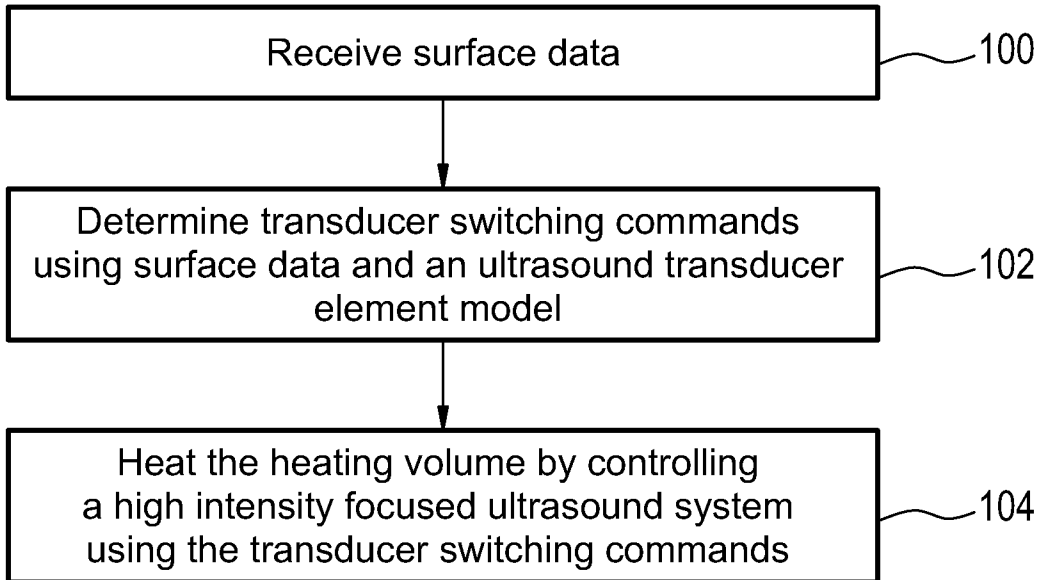 Receive surface data
100
Determine transducer switching commands
using surface data and an ultrasound transducer
element model
102
Heat the heating volume by controlling
a high intensity focused ultrasound system
using the transducer switching commands
104